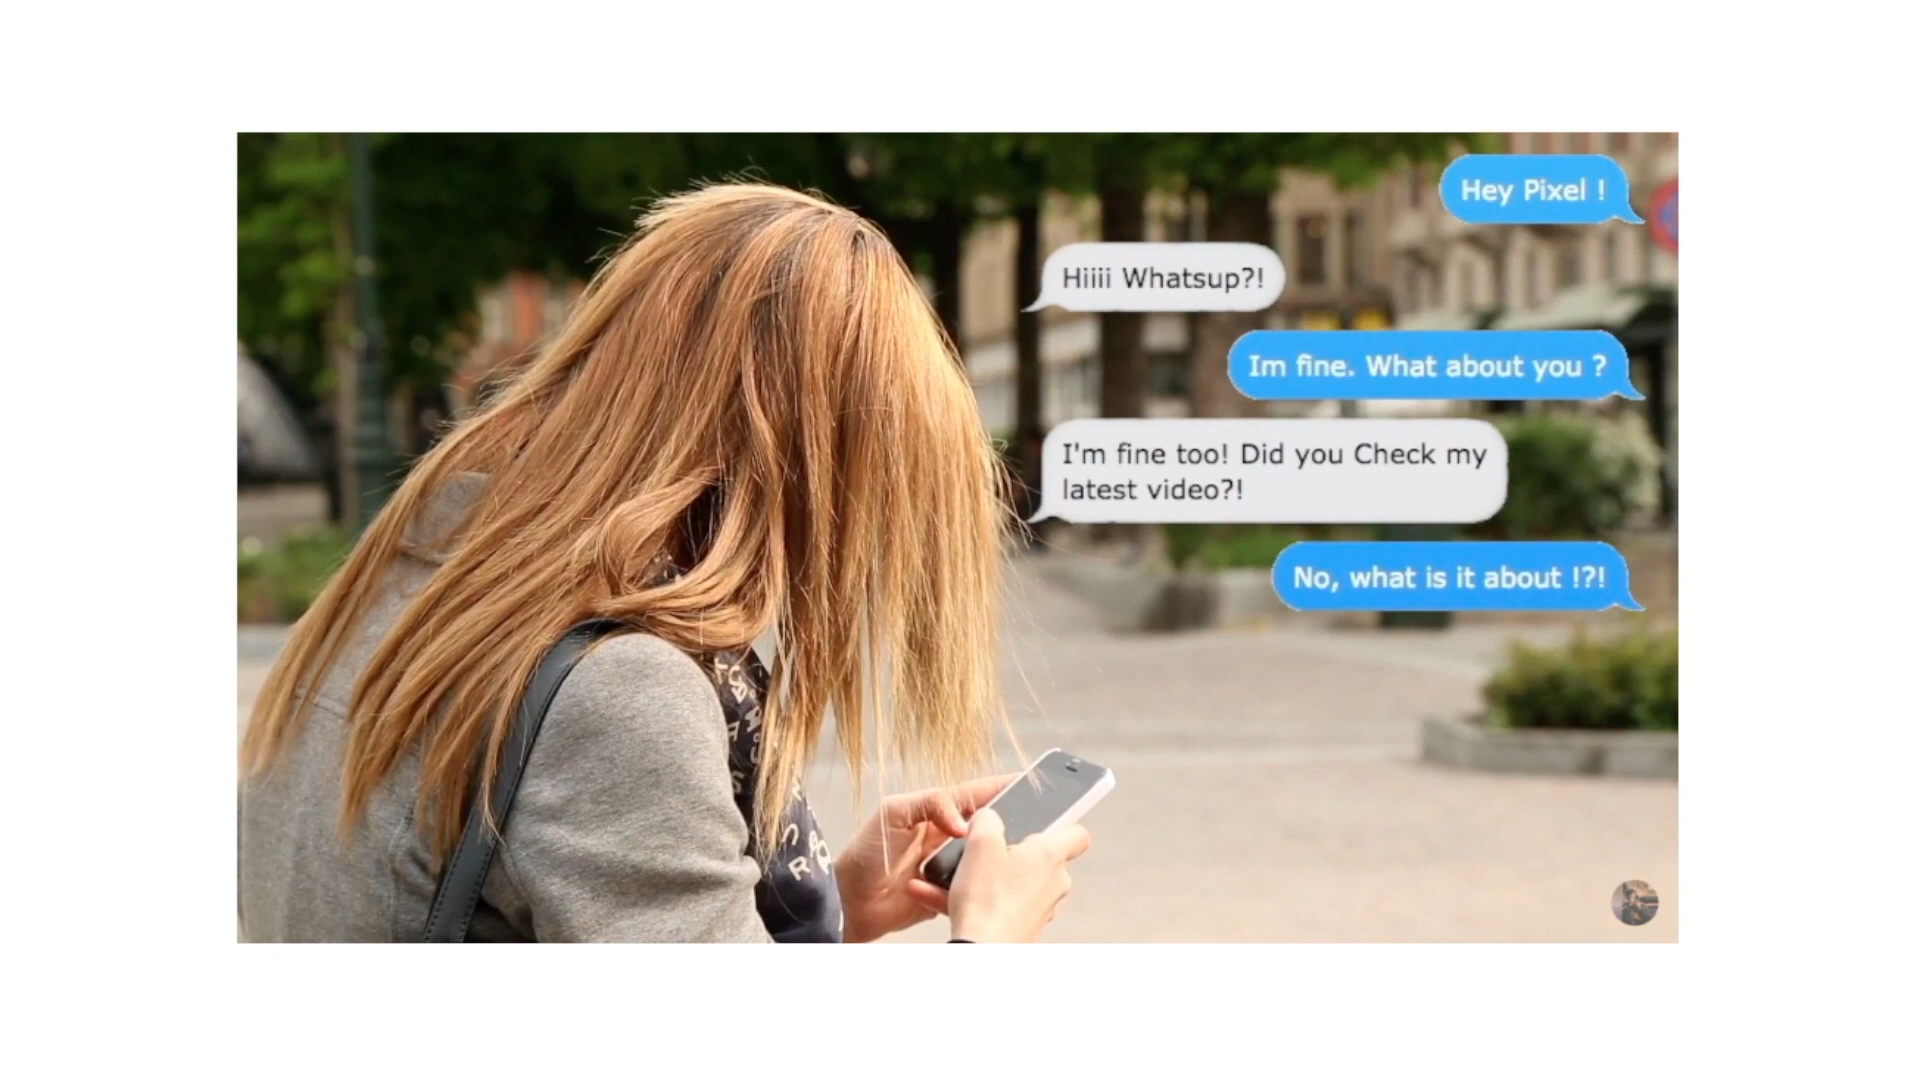 Hey Pixel !
Hiiii Whatsup?!
Im fine. What about you ?
I'm fine too! Did you Check my
latest video?!
No, what is it about !?!